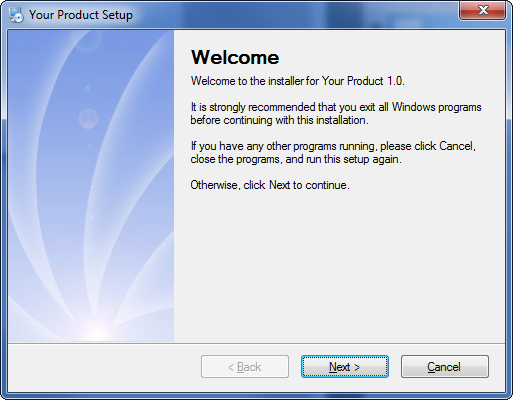 Your Product Setup
Welcome
Welcome to the installer for Your Product 1.0.
It is strongly recommended that you exit all Windows programs
before continuing with this installation.
If you have any other programs running, please click Cancel,
close the programs, and run this setup again.
Otherwise, click Next to continue.
< Back
Next >
Cancel